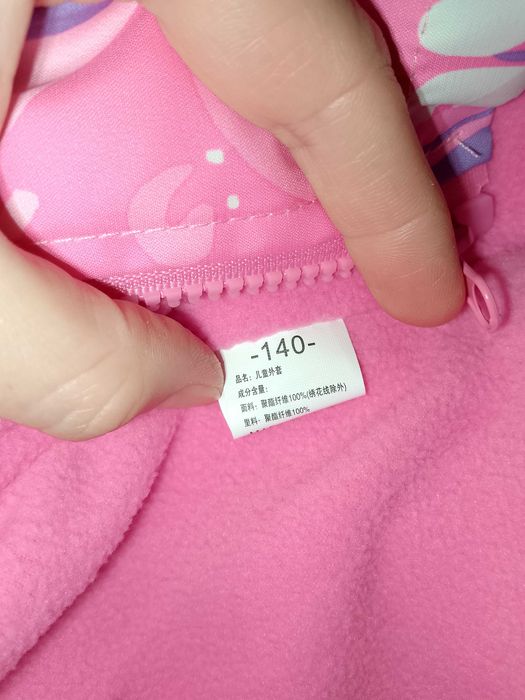 -140-
品名：儿童外套
成分含量：
面料：聚酯纤维100%(绣花线除外)
里料：聚酯纤维100%